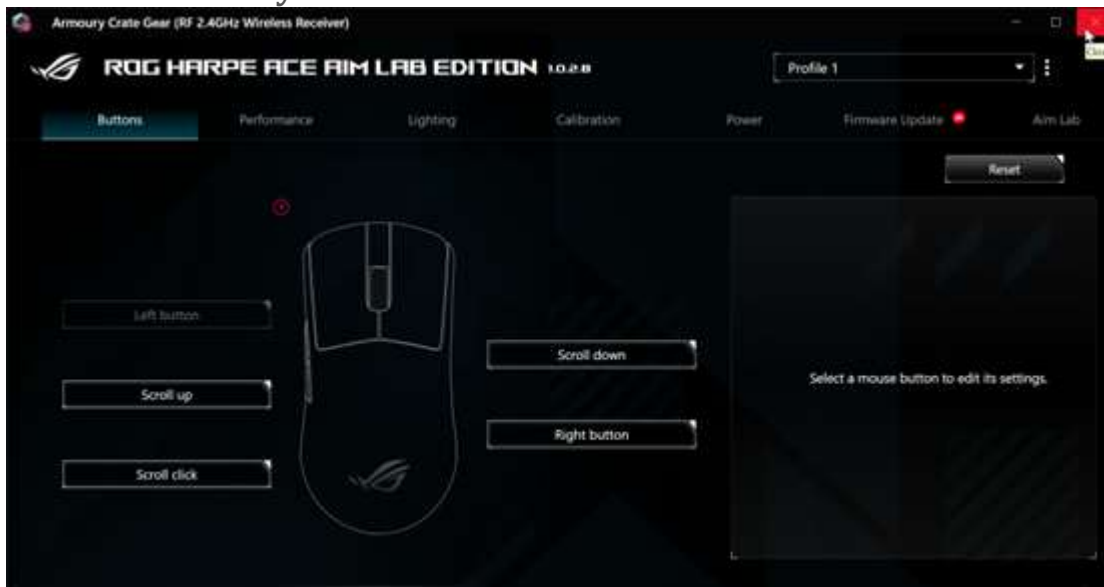 Armoury Crate Gear (RF 2.4GHz Wireless Receiver)
ROG HARPE ACE AIM LAB EDITION 1.0.2.8
Profile 1
Buttons Performance Lighting Calibration Power Firmware Update Aim Lab
Reset
Left button
Scroll up
Scroll click
Scroll down
Right button
Select a mouse button to edit its settings.